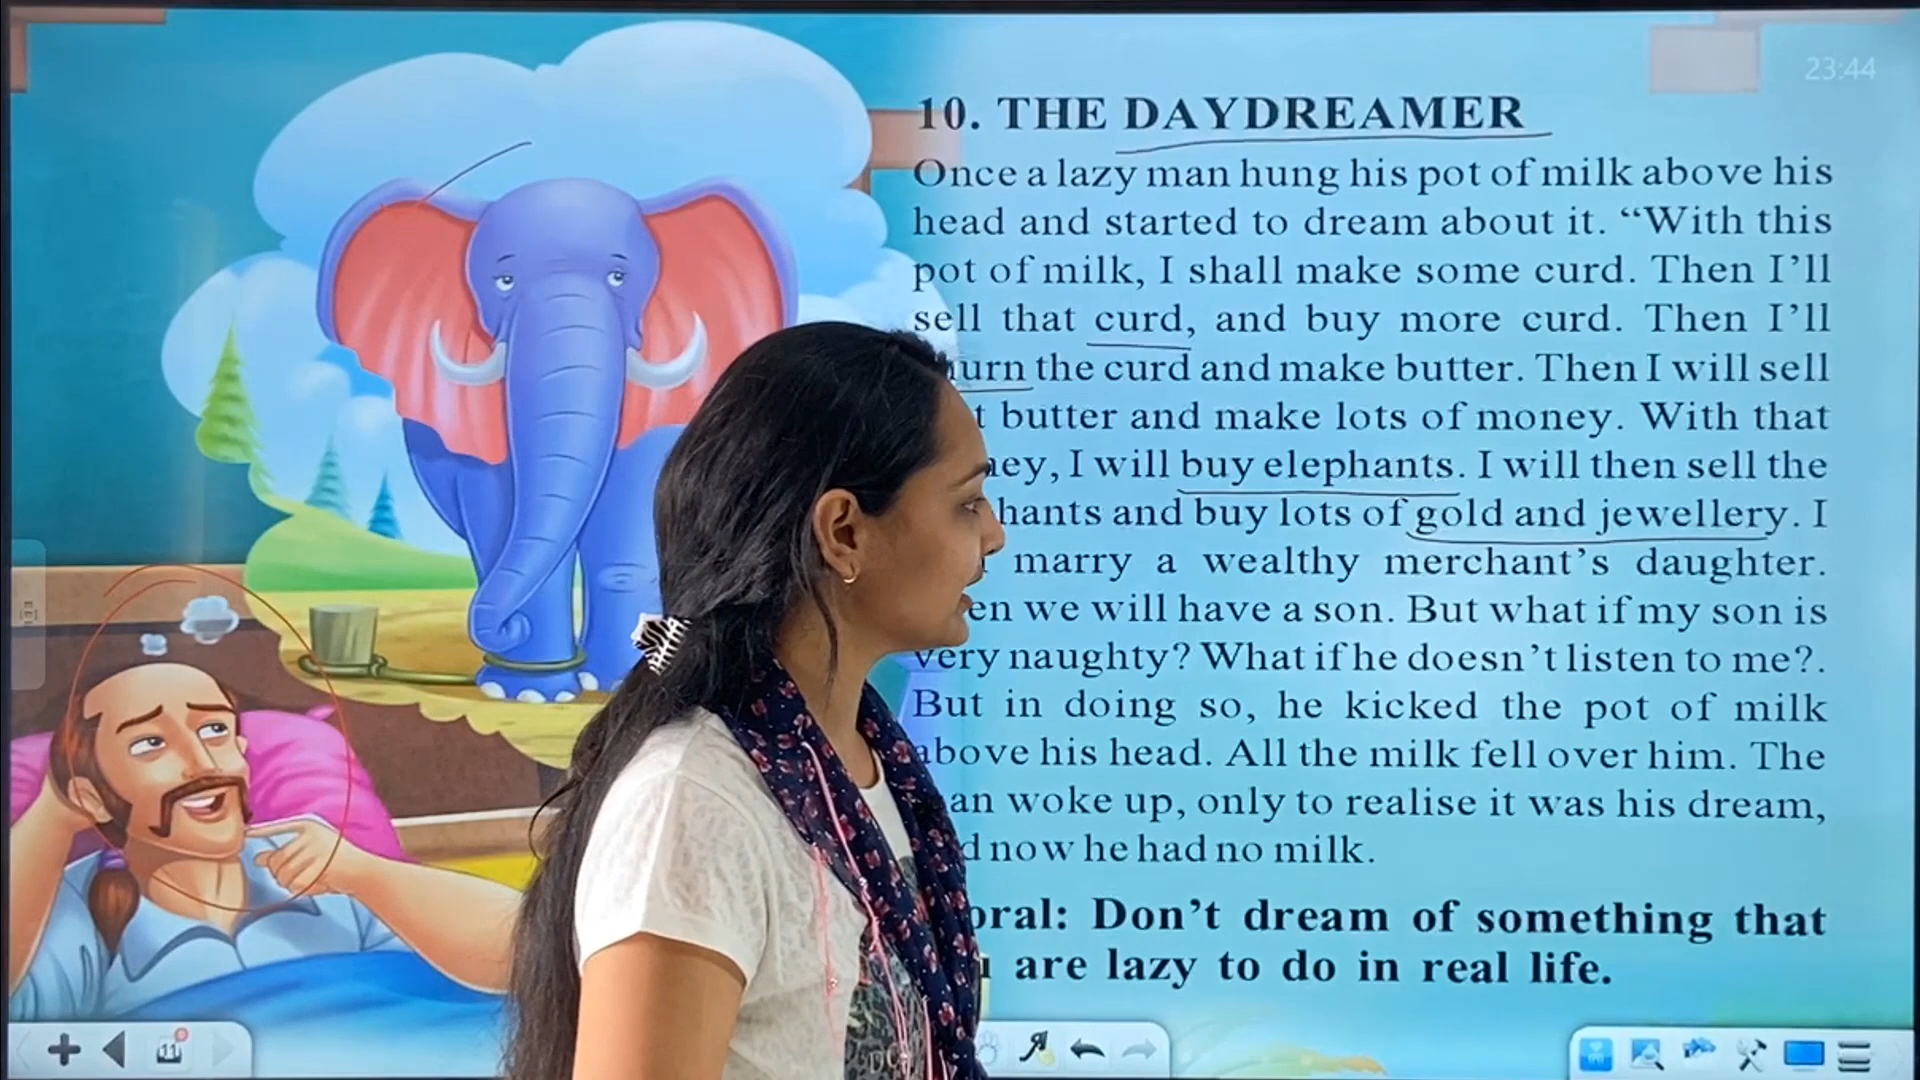 23:44
10. THE DAYDREAMER
Once a lazy man hung his pot of milk above his
head and started to dream about it. “With this
pot of milk, I shall make some curd. Then I’ll
sell that curd, and buy more curd. Then I’ll
the curd and make butter. Then I will sell
butter and make lots of money. With that
I will buy elephants. I will then sell the
and buy lots of gold and jewellery. I
marry a wealthy merchant’s daughter.
we will have a son. But what if my son is
very naughty? What if he doesn’t listen to me?.
But in doing so, he kicked the pot of milk
above his head. All the milk fell over him. The
woke up, only to realise it was his dream,
now he had no milk.
Don’t dream of something that
are lazy to do in real life.
11